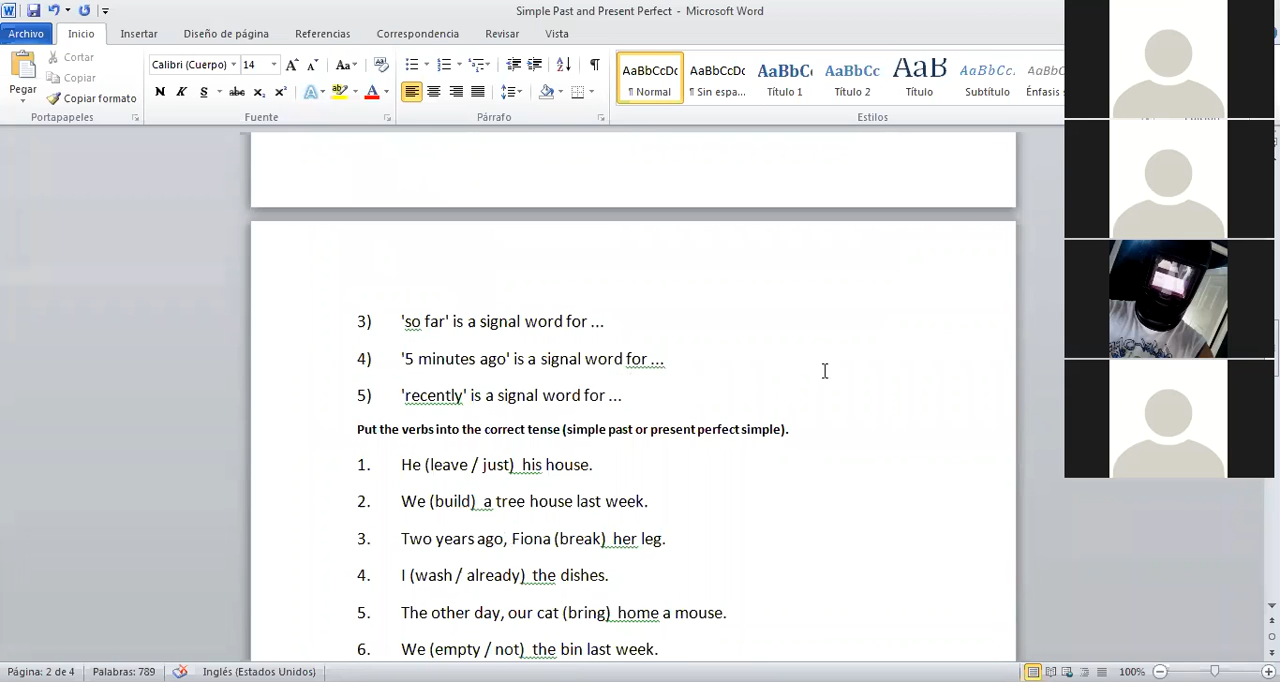 Simple Past and Present Perfect - Microsoft Word
Archivo Inicio Insertar Diseño de página Referencias Correspondencia Revisar Vista
Cortar
Copiar
Copiar formato
Pegar
Portapapeles
Calibri (Cuerpo) 14
Fuente
Párrafo
AaBbCcDc AaBbCcDc AaBbC AaBbCc AaB AaBbCc. AaBbCc
¶ Normal ¶ Sin espa... Título 1 Título 2 Título Subtítulo Énfasis
Estilos
3) 'so far' is a signal word for ...
4) '5 minutes ago' is a signal word for ...
5) 'recently' is a signal word for ...
Put the verbs into the correct tense (simple past or present perfect simple).
1. He (leave / just) his house.
2. We (build) a tree house last week.
3. Two years ago, Fiona (break) her leg.
4. I (wash / already) the dishes.
5. The other day, our cat (bring) home a mouse.
6. We (empty / not) the bin last week.
Página: 2 de 4 Palabras: 789 Inglés (Estados Unidos) 100%